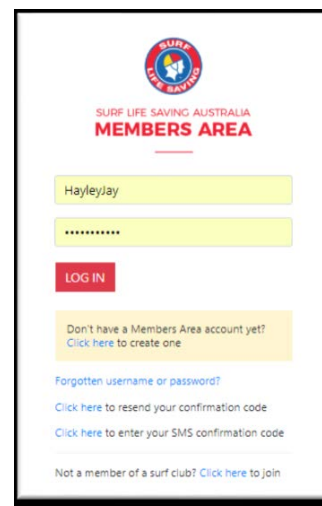 SURF
LIFE SAVING
SURF LIFE SAVING AUSTRALIA
MEMBERS AREA
HayleyJay
•••••••••••
LOG IN
Don't have a Members Area account yet?
Click here to create one
Forgotten username or password?
Click here to resend your confirmation code
Click here to enter your SMS confirmation code
Not a member of a surf club? Click here to join